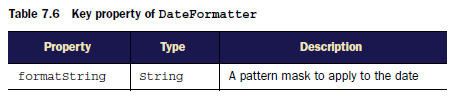 Table 7.6 Key property of DateFormatter
Property Type Description
formatString String A pattern mask to apply to the date